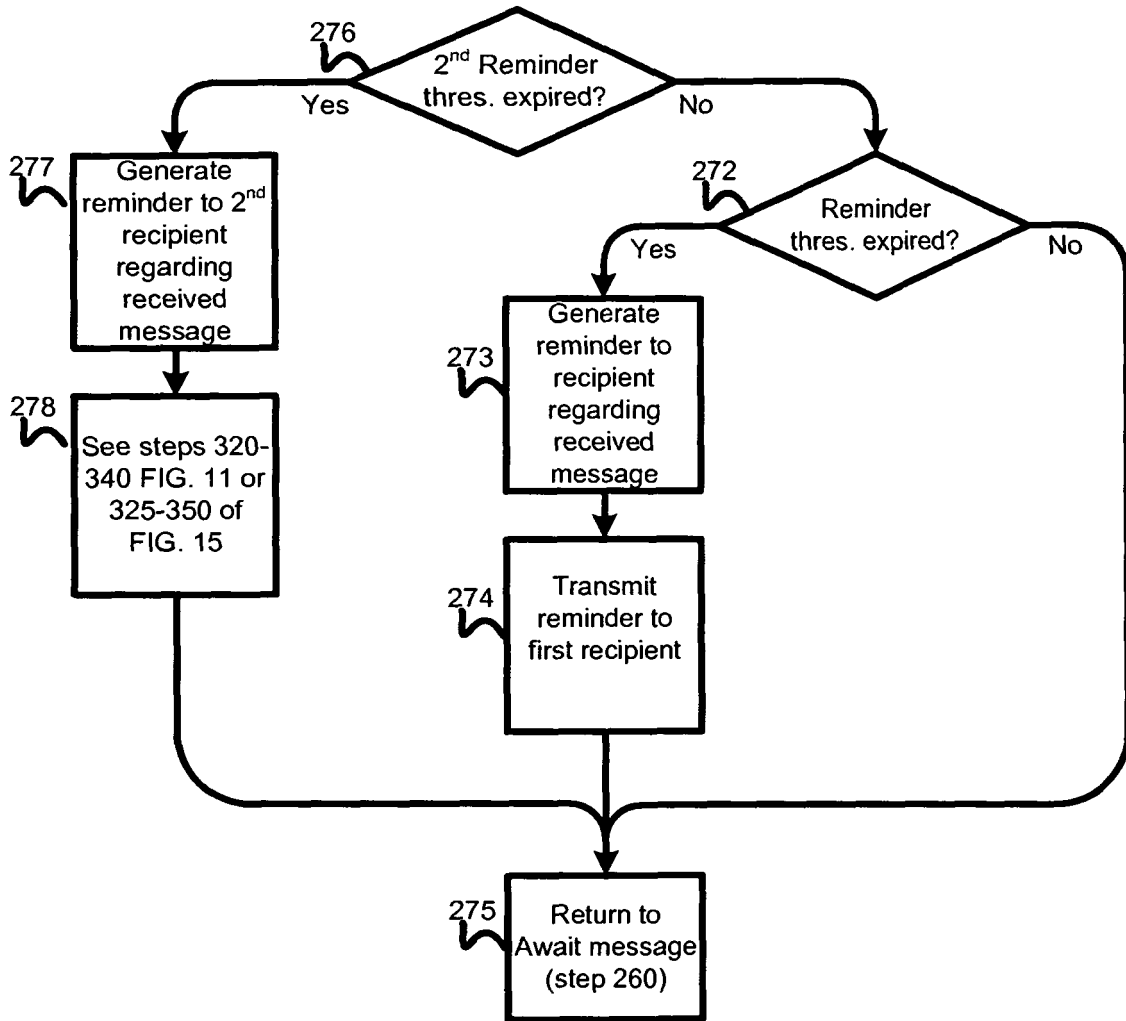 276
2nd Reminder
thres. expired?
Yes
No
277
Generate
reminder to 2nd
recipient
regarding
received
message
272
Reminder
thres. expired?
Yes
No
273
Generate
reminder to
recipient
regarding
received
message
278
See steps 320-
340 FIG. 11 or
325-350 of
FIG. 15
274
Transmit
reminder to
first recipient
275
Return to
Await message
(step 260)